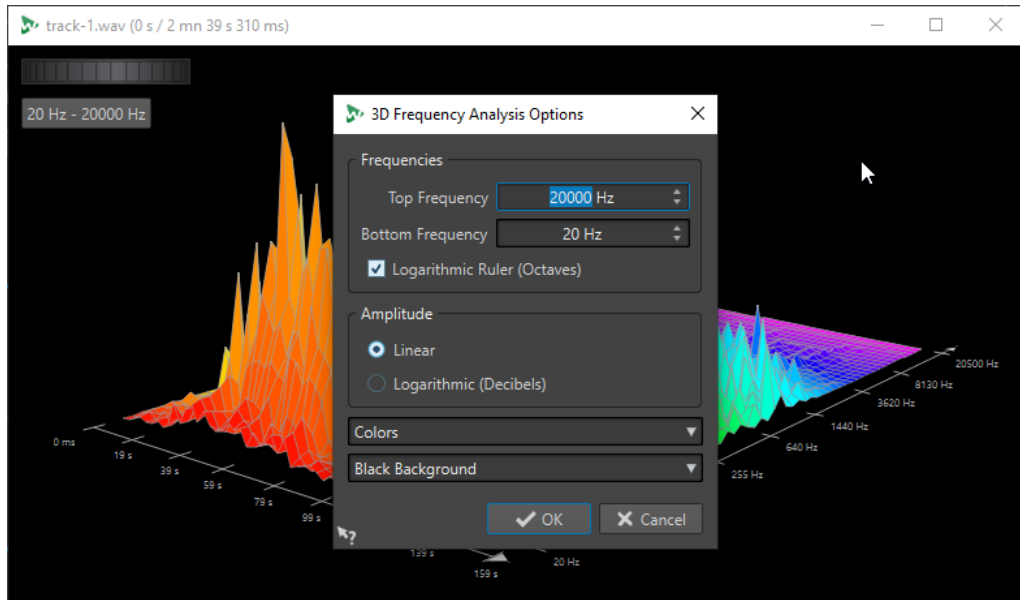 track-1.wav (0 s / 2 mn 39 s 310 ms)
20 Hz - 20000 Hz
3D Frequency Analysis Options
Frequencies
Top Frequency 20000 Hz
Bottom Frequency 20 Hz
Logarithmic Ruler (Octaves)
Amplitude
Linear
Logarithmic (Decibels)
Colors
Black Background
OK Cancel
?
0 ms
19 s
39 s
59 s
79 s
99 s
139 s
159 s
20 Hz
255 Hz
640 Hz
1440 Hz
3620 Hz
8130 Hz
20500 Hz